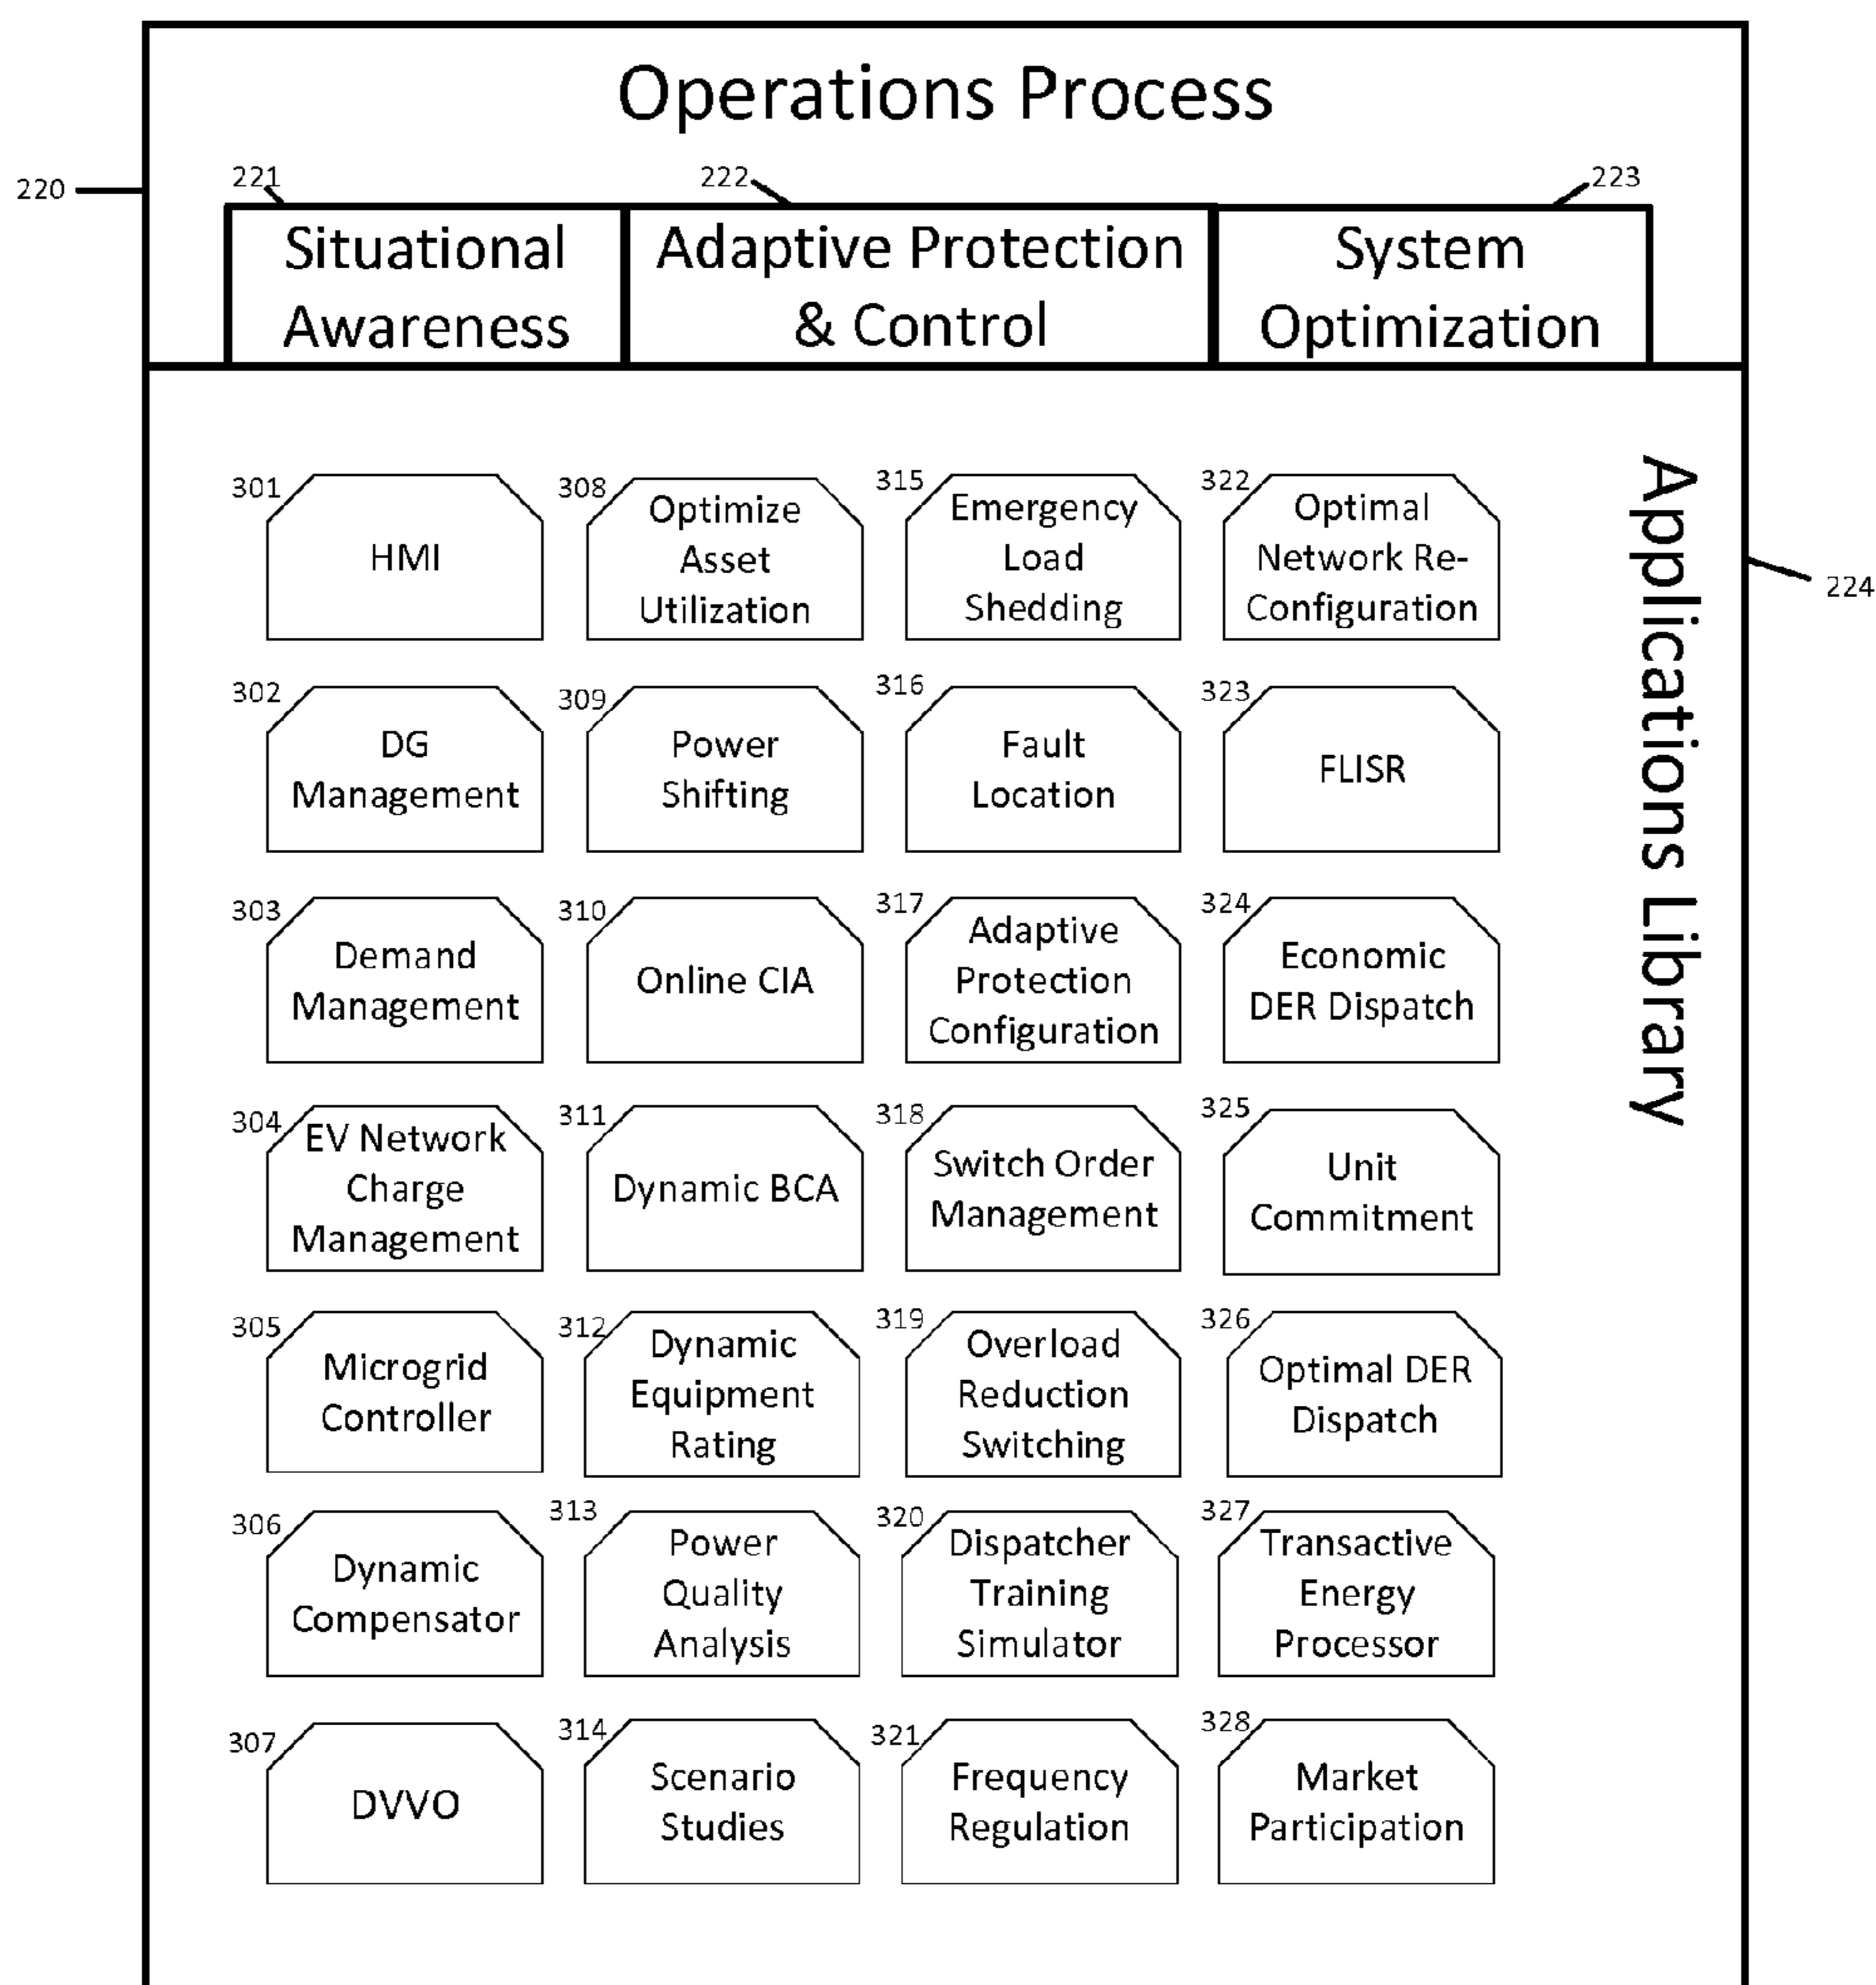 Operations Process
220
221
222
223
Situational
Awareness
Adaptive Protection
& Control
System
Optimization
Applications Library
224
301
HMI
308
Optimize
Asset
Utilization
315
Emergency
Load
Shedding
322
Optimal
Network Re-
Configuration
302
DG
Management
309
Power
Shifting
316
Fault
Location
323
FLISR
303
Demand
Management
310
Online CIA
317
Adaptive
Protection
Configuration
324
Economic
DER Dispatch
304
EV Network
Charge
Management
311
Dynamic BCA
318
Switch Order
Management
325
Unit
Commitment
305
Microgrid
Controller
312
Dynamic
Equipment
Rating
319
Overload
Reduction
Switching
326
Optimal DER
Dispatch
306
Dynamic
Compensator
313
Power
Quality
Analysis
320
Dispatcher
Training
Simulator
327
Transactive
Energy
Processor
307
DVVO
314
Scenario
Studies
321
Frequency
Regulation
328
Market
Participation